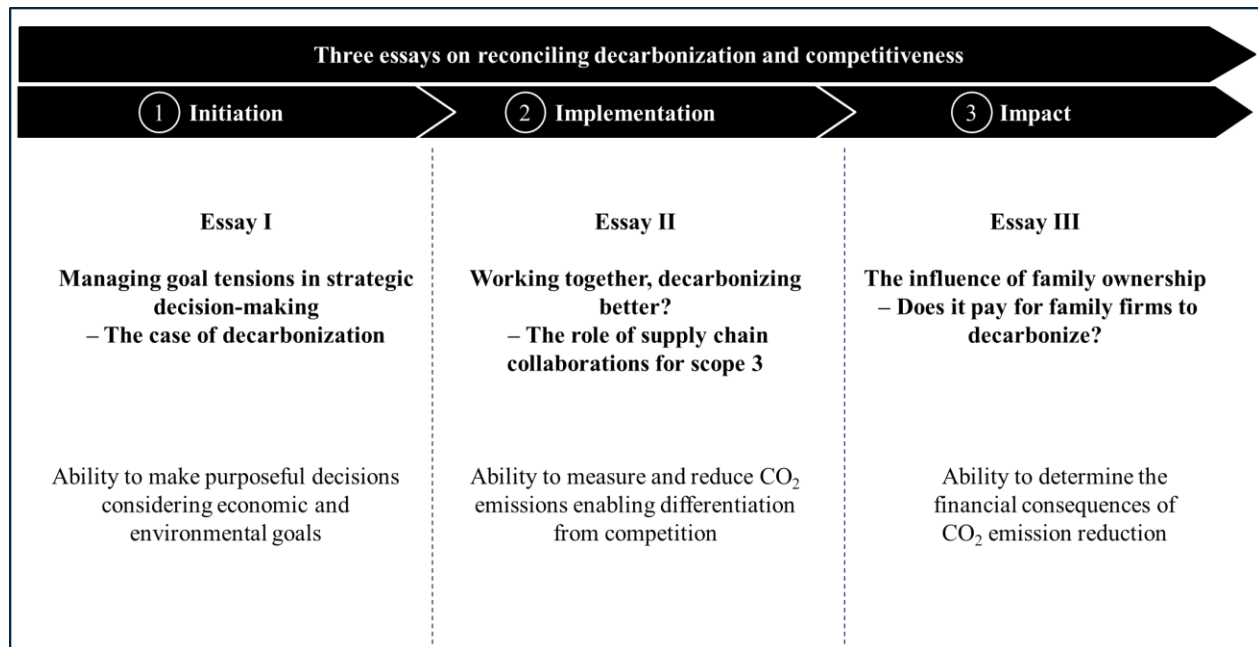 Three essays on reconciling decarbonization and competitiveness
1 Initiation
2 Implementation
3 Impact
Essay I
Managing goal tensions in strategic
decision-making
– The case of decarbonization
Ability to make purposeful decisions
considering economic and
environmental goals
Essay II
Working together, decarbonizing
better?
– The role of supply chain
collaborations for scope 3
Ability to measure and reduce CO₂
emissions enabling differentiation
from competition
Essay III
The influence of family ownership
– Does it pay for family firms to
decarbonize?
Ability to determine the
financial consequences of
CO₂ emission reduction